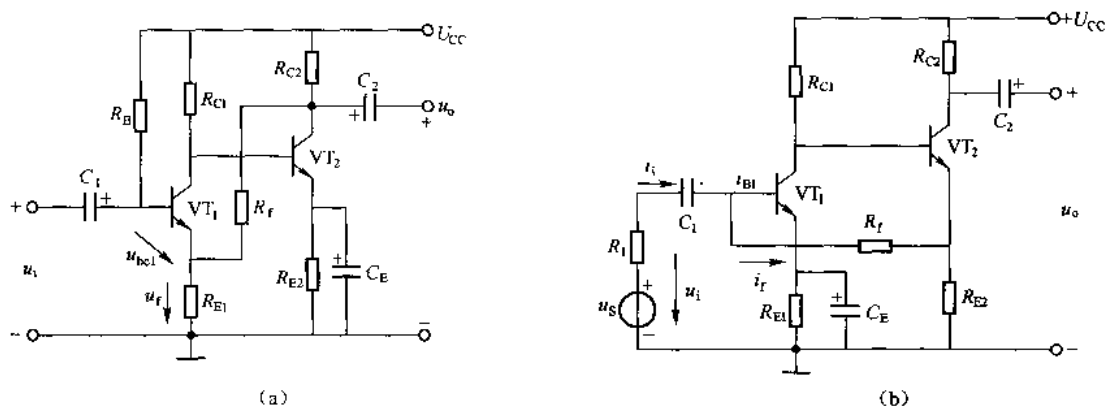 U_CC
R_C2
R_C1
C_2
R_B
u_o
+
+
VT_2
C_1
+
+
VT_1
R_f
u_be1
u_i
u_f
R_E1
R_E2
+
C_E
−
−
(a)
+U_CC
R_C2
R_C1
+
C_2
+
VT_2
i_i
i_B1
VT_1
C_1
R_f
R_1
u_o
i_f
u_S
+
−
u_i
R_E1
+
C_E
R_E2
−
(b)